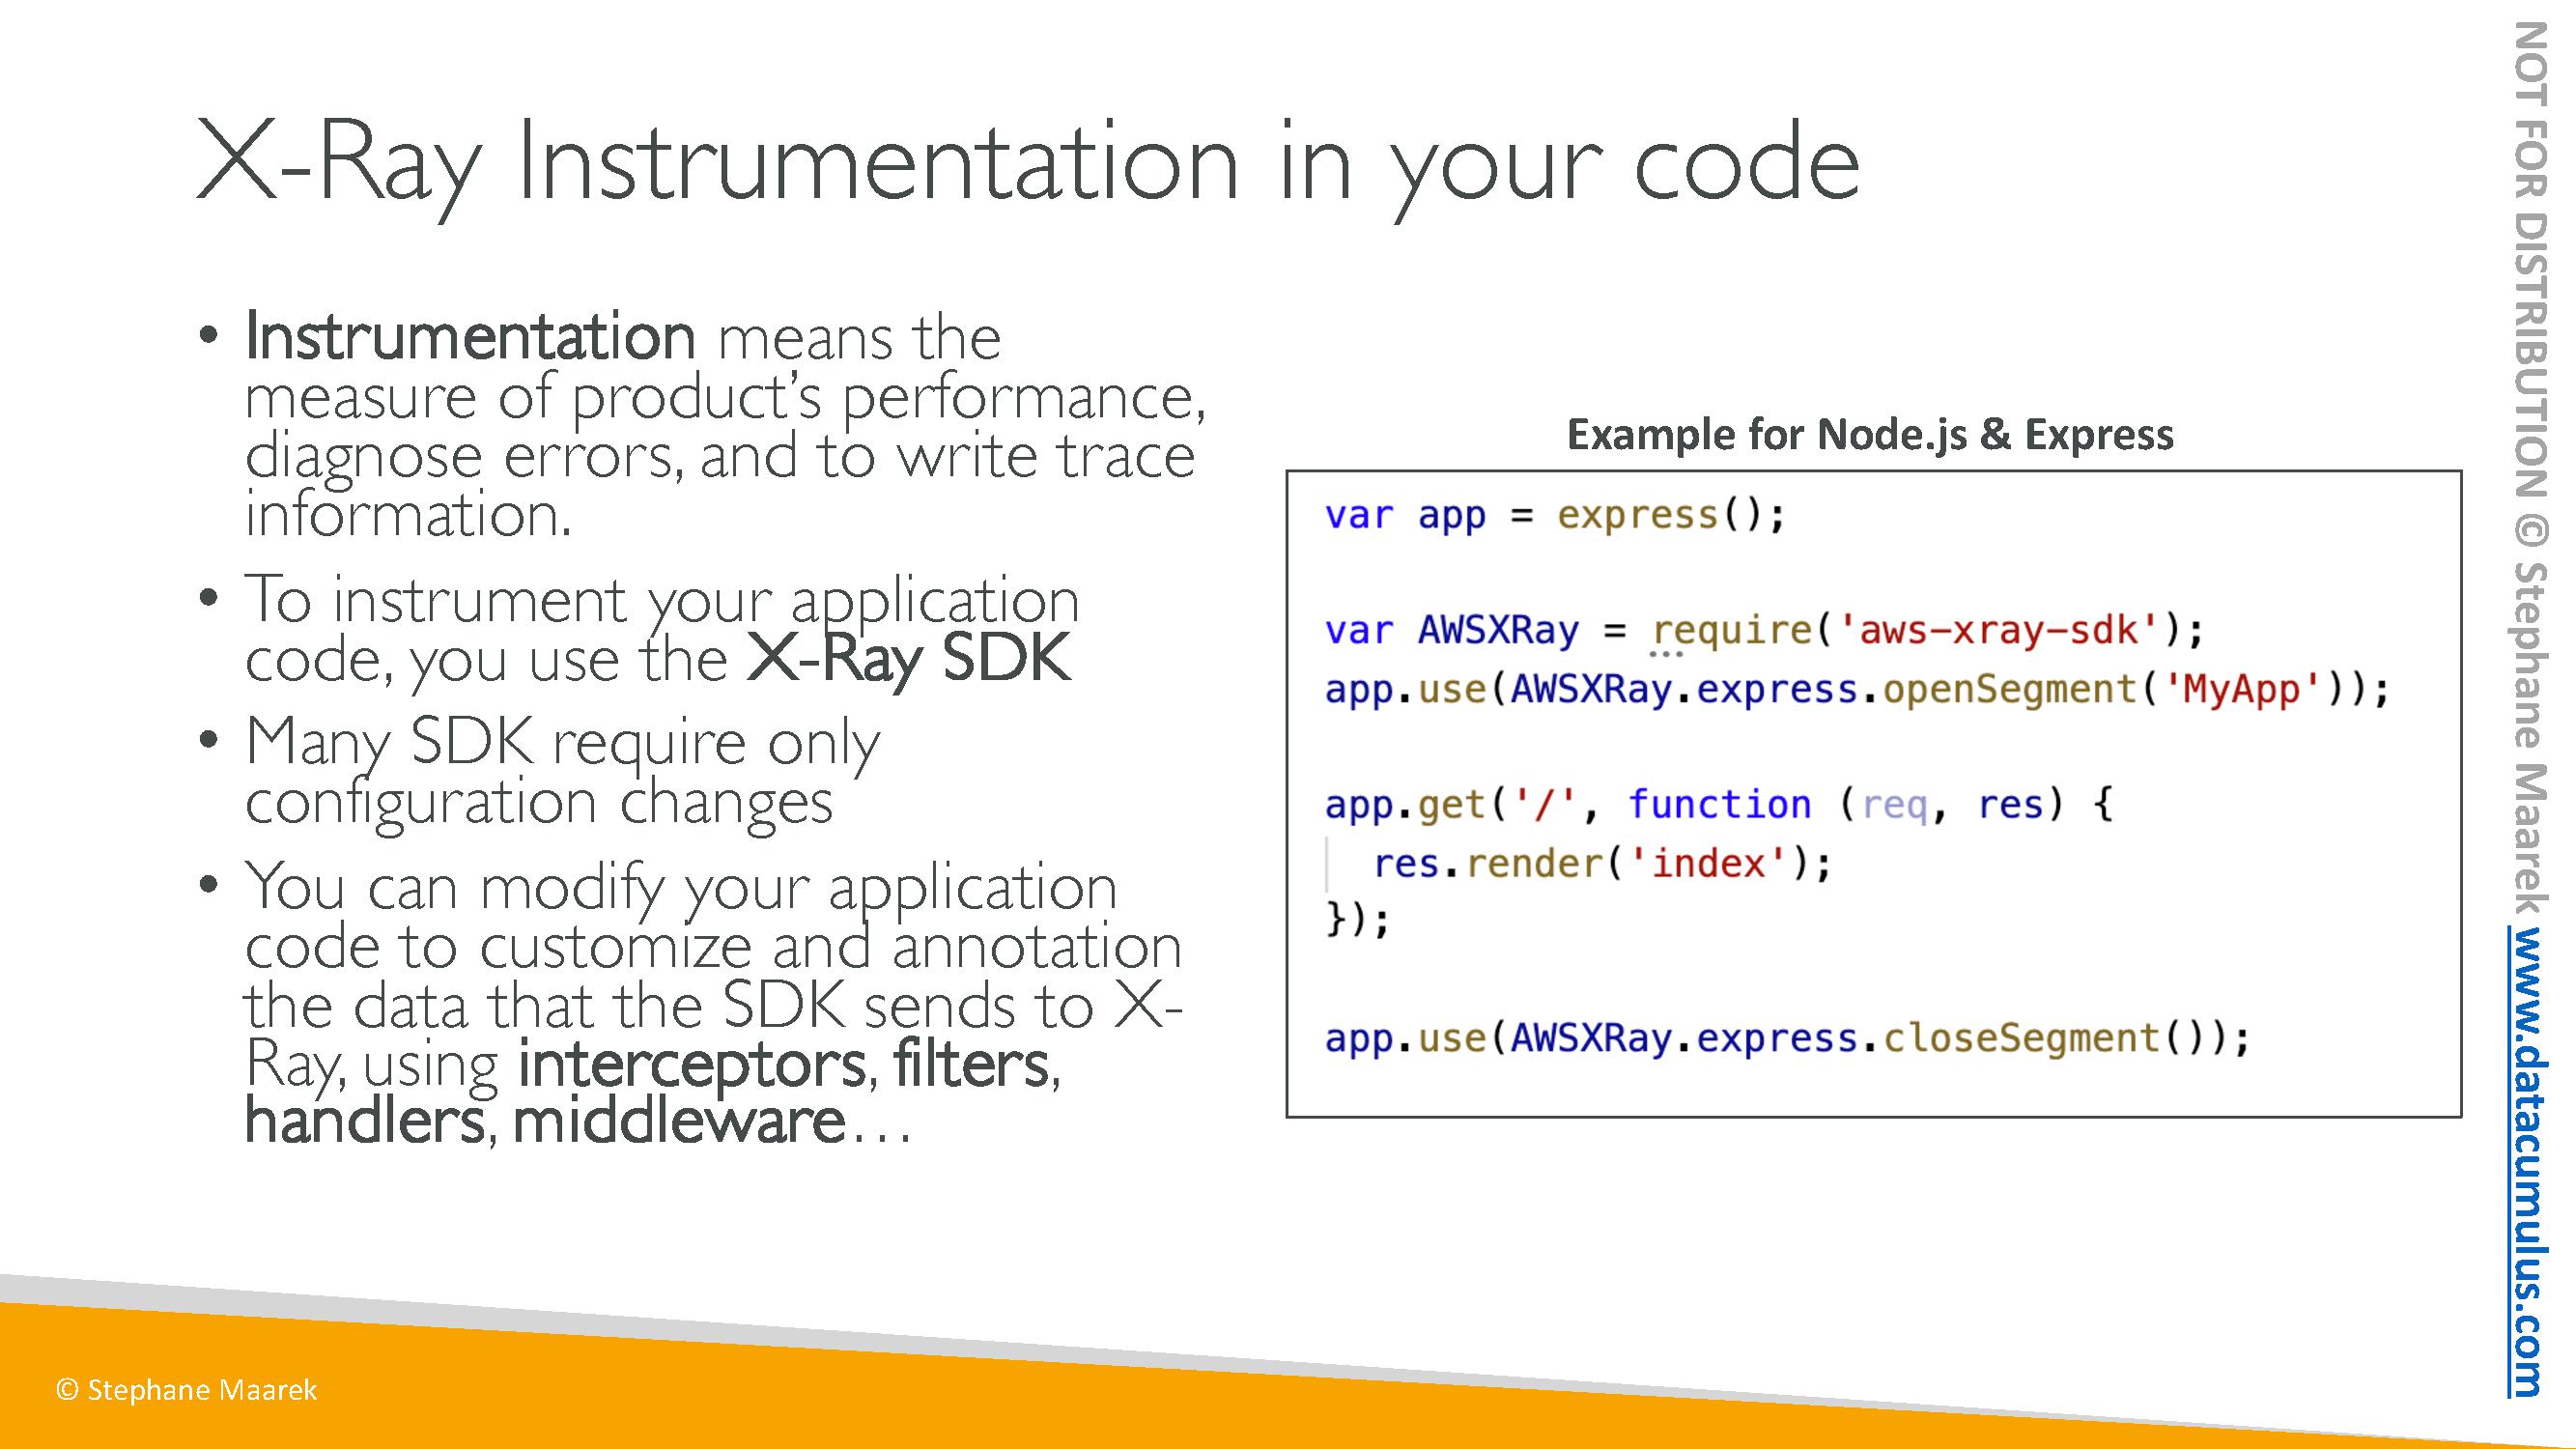 X-Ray Instrumentation in your code
• Instrumentation means the
measure of product’s performance,
diagnose errors, and to write trace
information.
• To instrument your application
code, you use the X-Ray SDK
• Many SDK require only
configuration changes
• You can modify your application
code to customize and annotation
the data that the SDK sends to X-
Ray, using interceptors, filters,
handlers, middleware…
Example for Node.js & Express
var app = express();
var AWSXRay = require('aws-xray-sdk');
app.use(AWSXRay.express.openSegment('MyApp'));
app.get('/', function (req, res) {
  res.render('index');
});
app.use(AWSXRay.express.closeSegment());
© Stephane Maarek
NOT FOR DISTRIBUTION © Stephane Maarek www.datacumulus.com